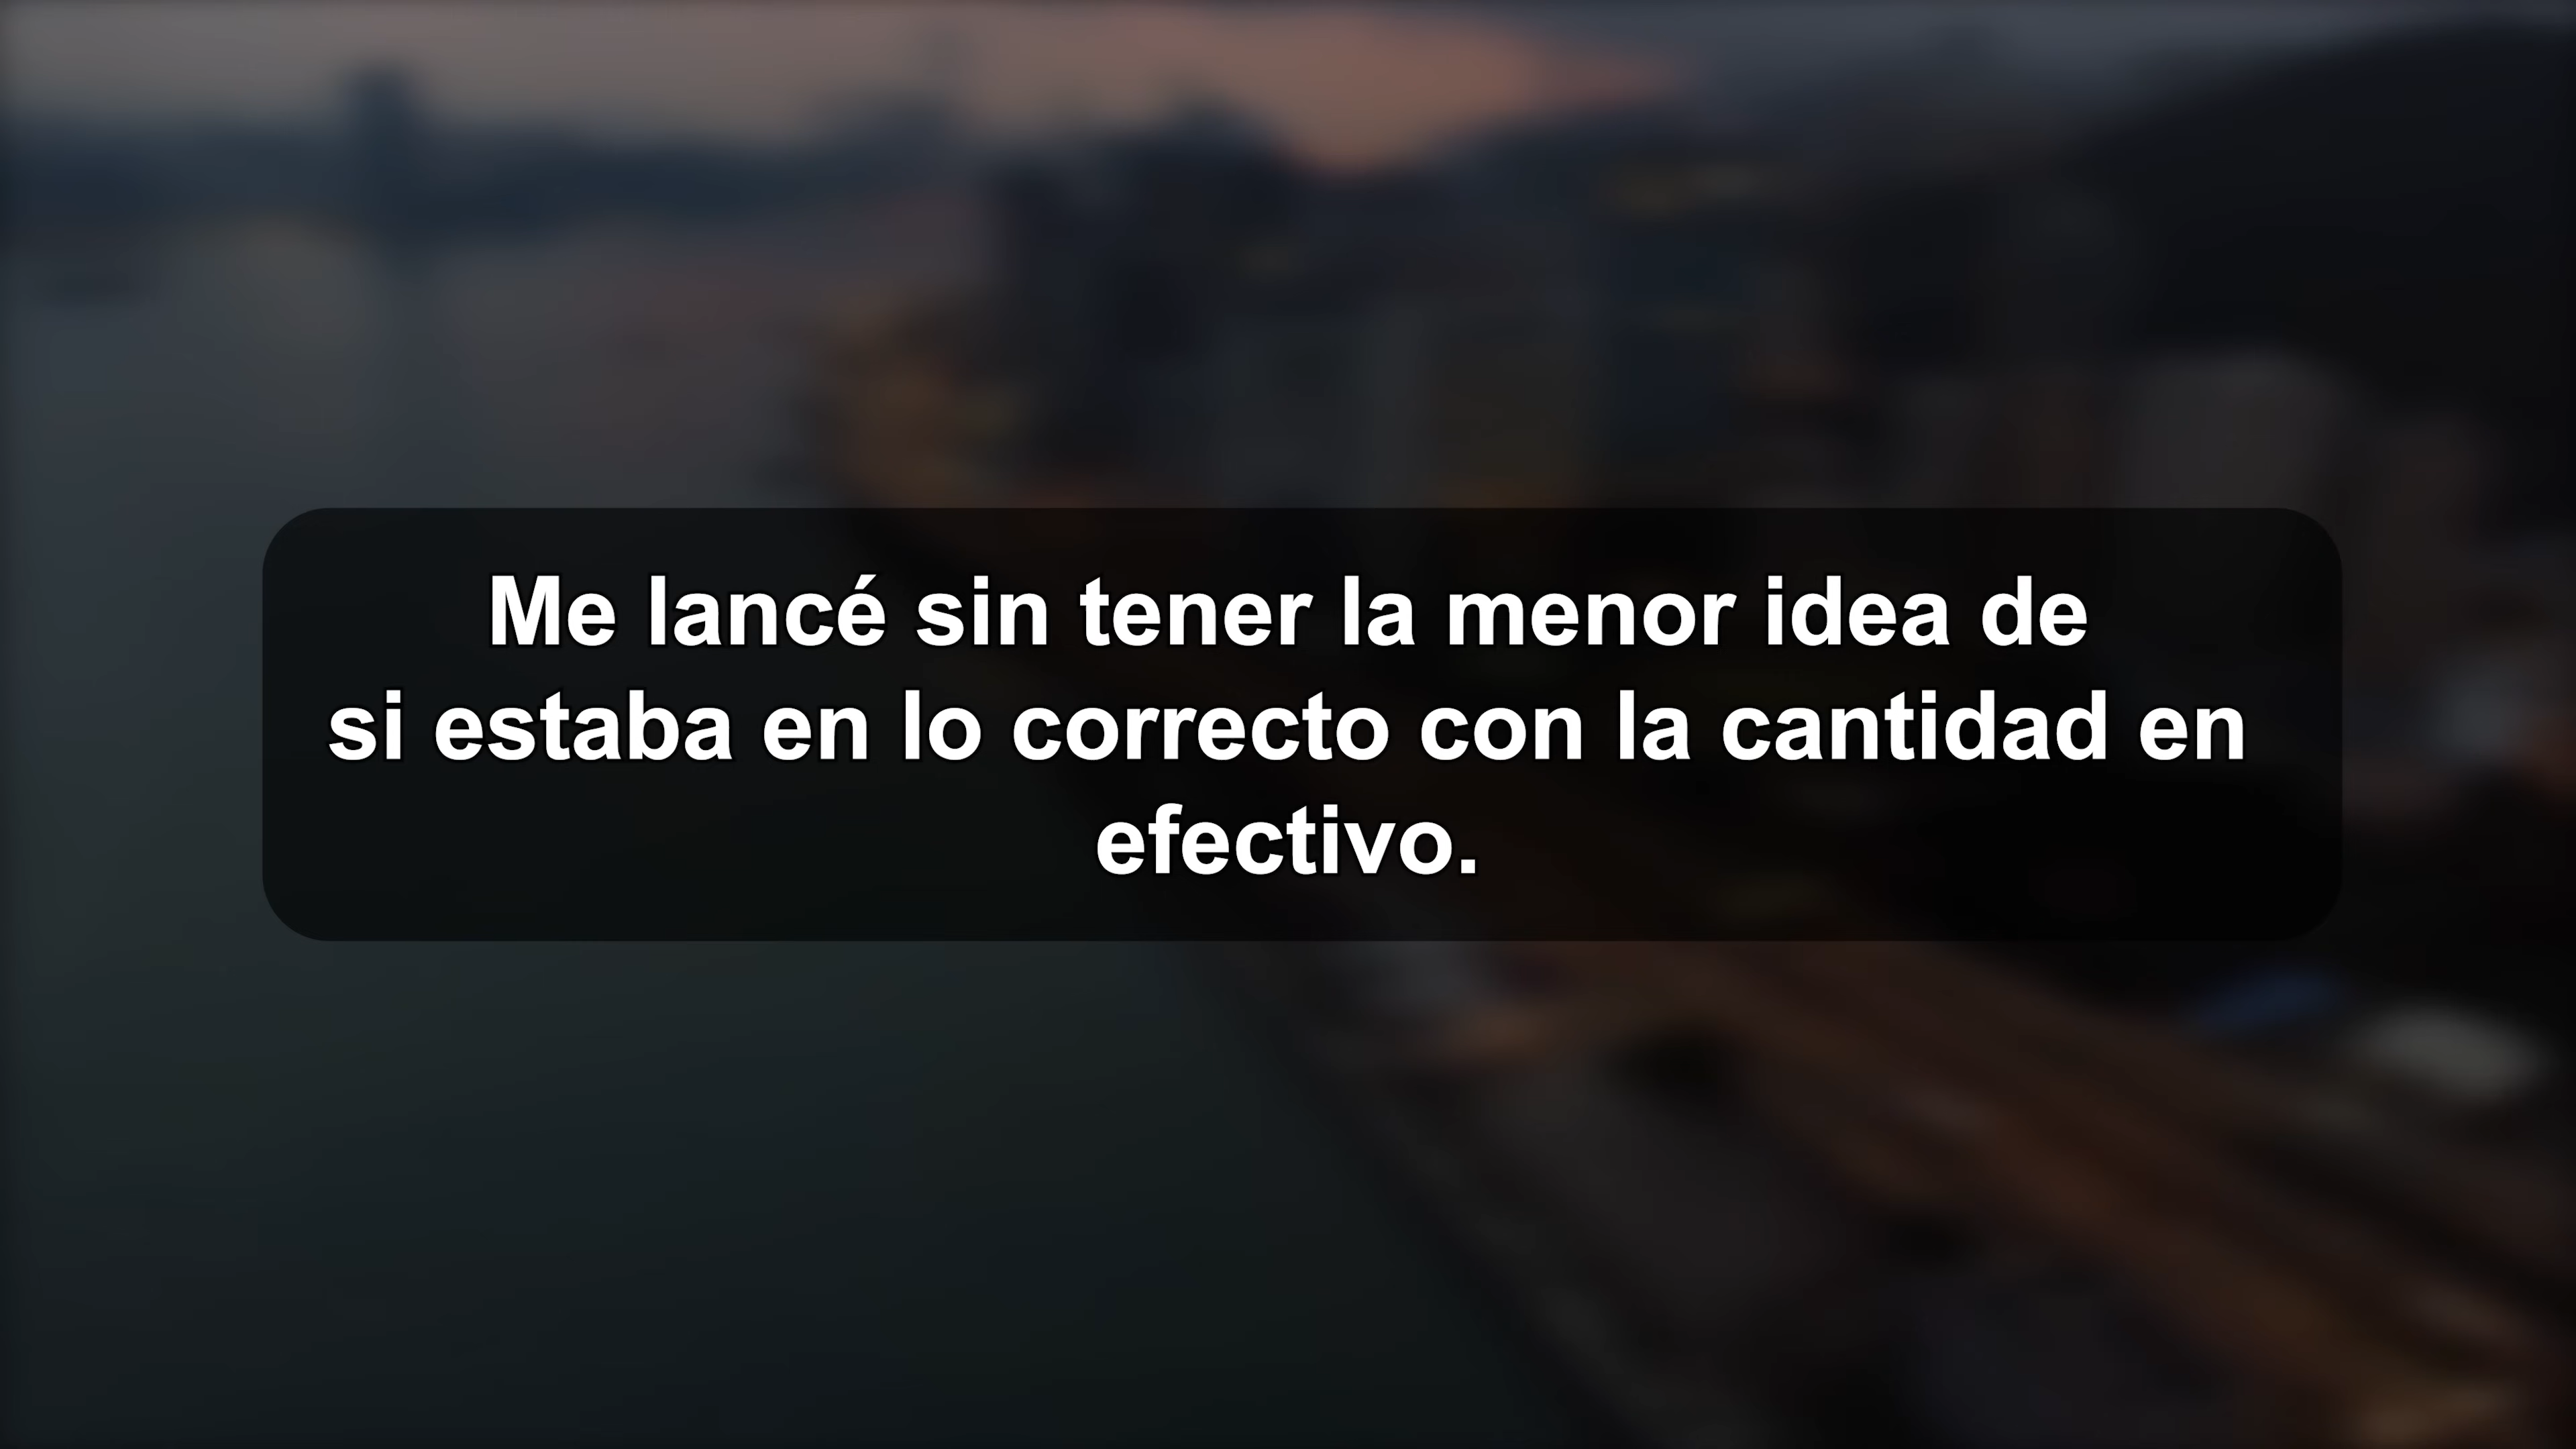 Me lancé sin tener la menor idea de
si estaba en lo correcto con la cantidad en
efectivo.